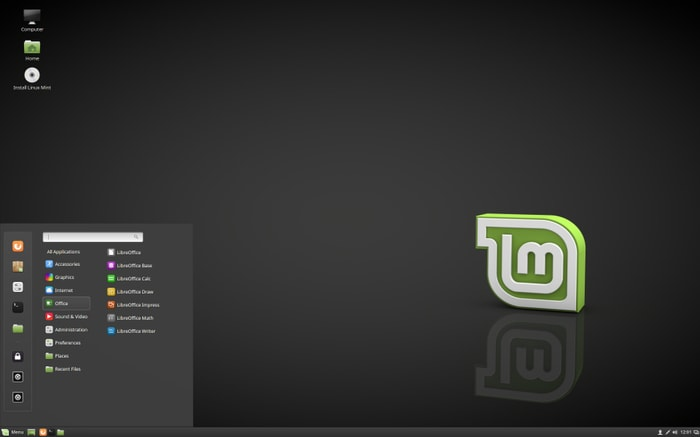 Computer
Home
Install Linux Mint
All Applications
Accessories
Graphics
Internet
Office
Sound & Video
Administration
Preferences
Places
Recent Files
LibreOffice
LibreOffice Base
LibreOffice Calc
LibreOffice Draw
LibreOffice Impress
LibreOffice Math
LibreOffice Writer
lm
Menu
12:01